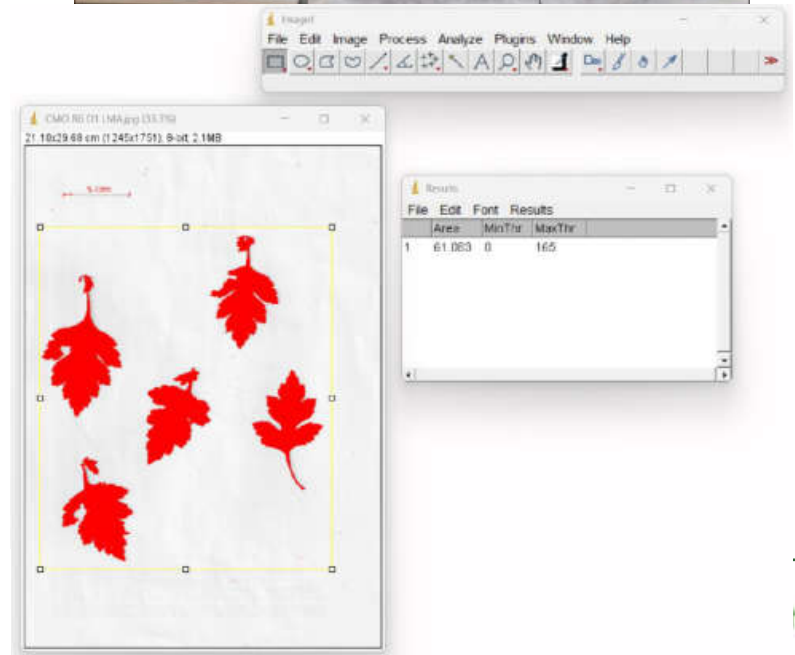 ImageJ
File Edit Image Process Analyze Plugins Window Help
21.18x29.68 cm (1245x1751); 8-bit; 2.1MB
Results
File Edit Font Results
Area MinThr MaxThr
1 61.083 0 165